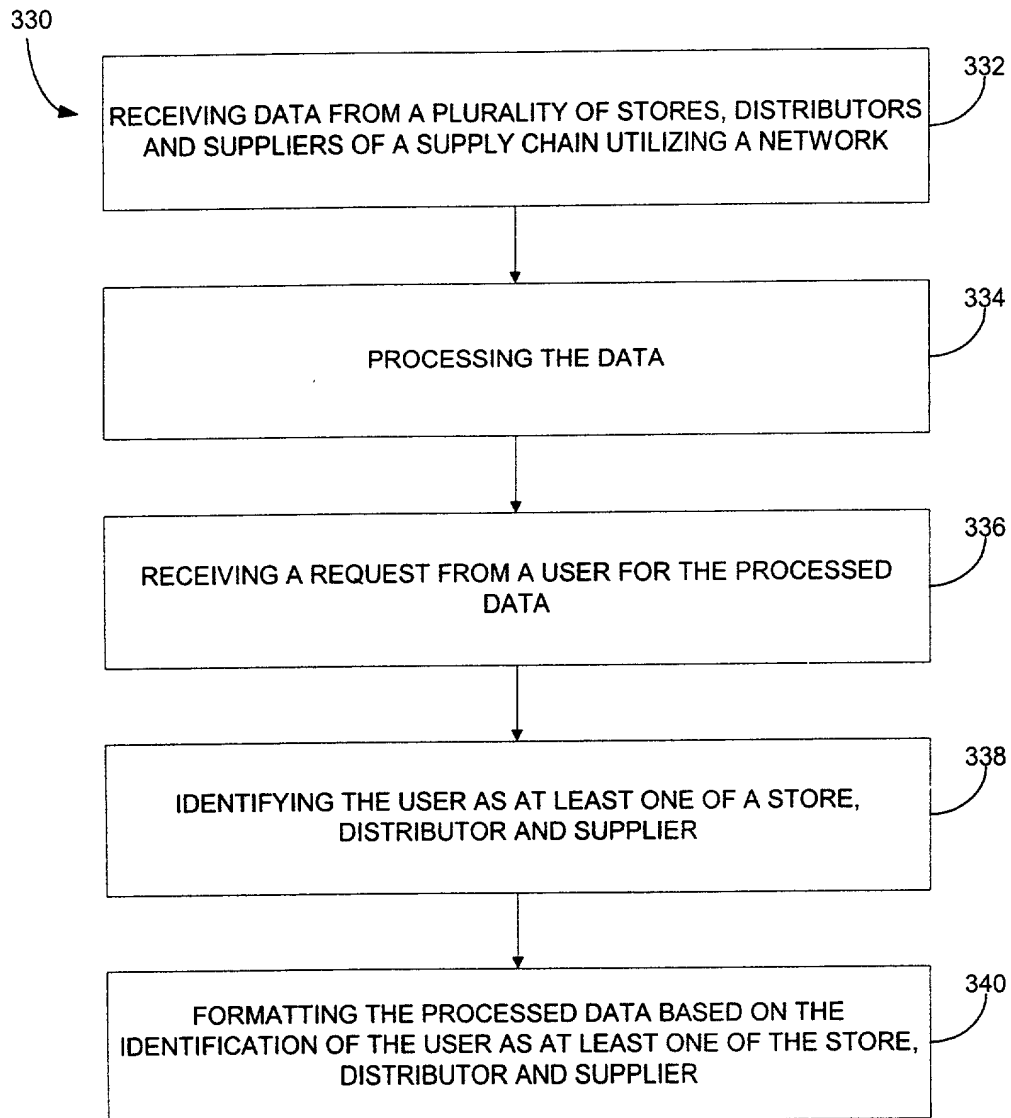 330
332
RECEIVING DATA FROM A PLURALITY OF STORES, DISTRIBUTORS
AND SUPPLIERS OF A SUPPLY CHAIN UTILIZING A NETWORK
334
PROCESSING THE DATA
336
RECEIVING A REQUEST FROM A USER FOR THE PROCESSED
DATA
338
IDENTIFYING THE USER AS AT LEAST ONE OF A STORE,
DISTRIBUTOR AND SUPPLIER
340
FORMATTING THE PROCESSED DATA BASED ON THE
IDENTIFICATION OF THE USER AS AT LEAST ONE OF THE STORE,
DISTRIBUTOR AND SUPPLIER